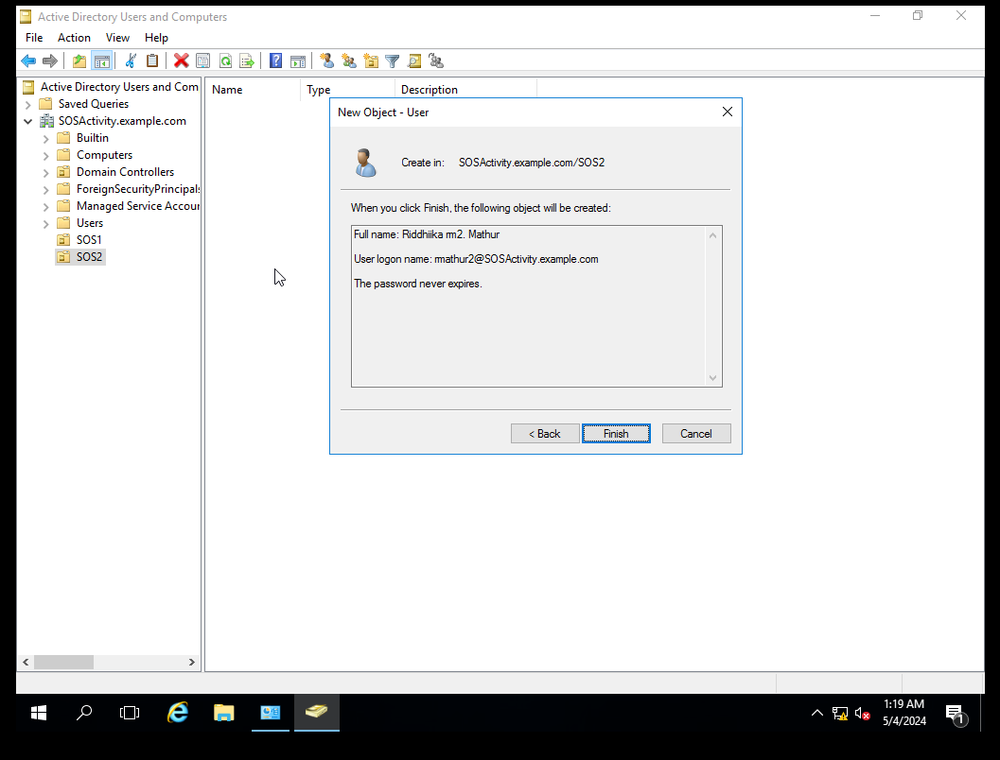 Active Directory Users and Computers
File Action View Help
Active Directory Users and Com
Saved Queries
SOSActivity.example.com
Builtin
Computers
Domain Controllers
ForeignSecurityPrincipals
Managed Service Accour
Users
SOS1
SOS2
Name Type Description
New Object - User
Create in: SOSActivity.example.com/SOS2
When you click Finish, the following object will be created:
Full name: Riddhiika rm2. Mathur
User logon name: mathur2@SOSActivity.example.com
The password never expires.
< Back Finish Cancel
1:19 AM
5/4/2024
1